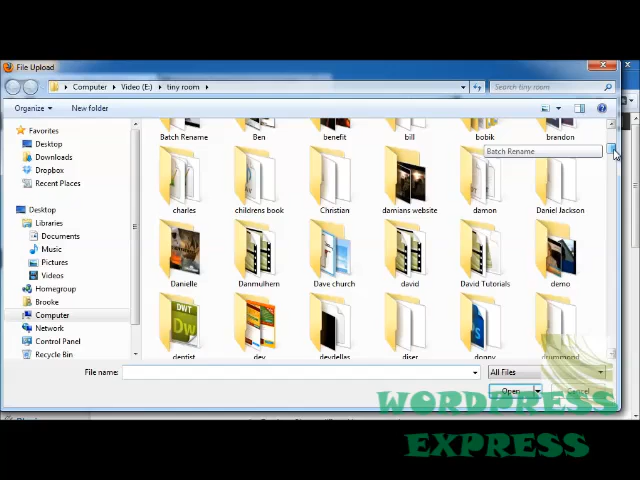 File Upload
Computer Video (E:) tiny room
Search tiny room
Organize New folder
Favorites
Desktop
Downloads
Dropbox
Recent Places
Desktop
Libraries
Documents
Music
Pictures
Videos
Homegroup
Brooke
Computer
Network
Control Panel
Recycle Bin
Batch Rename Ben benefit bill bobik brandon
Batch Rename
charles childrens book Christian damians website damon Daniel Jackson
Danielle Danmulhern Dave church david David Tutorials demo
dentist dev devdellas diser donny drummond
File name:
All Files
Open Cancel
WORDPRESS
EXPRESS